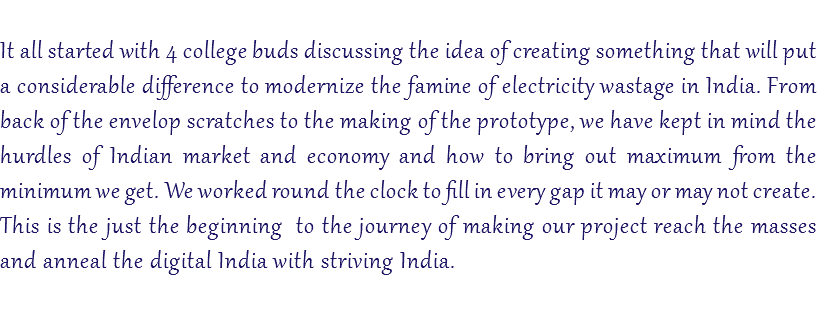 It all started with 4 college buds discussing the idea of creating something that will put
a considerable difference to modernize the famine of electricity wastage in India. From
back of the envelop scratches to the making of the prototype, we have kept in mind the
hurdles of Indian market and economy and how to bring out maximum from the
minimum we get. We worked round the clock to fill in every gap it may or may not create.
This is the just the beginning  to the journey of making our project reach the masses
and anneal the digital India with striving India.